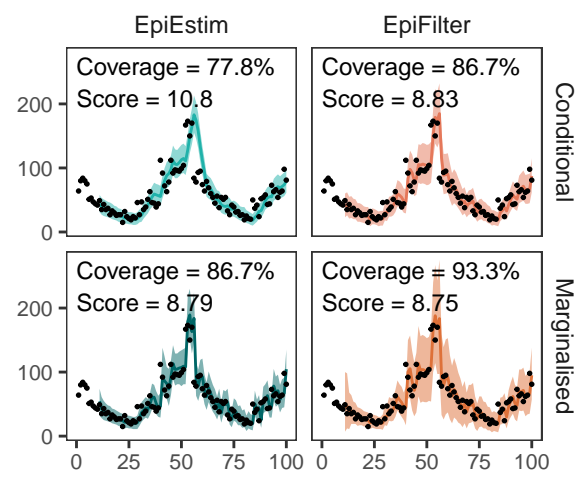 EpiEstim EpiFilter
Coverage = 77.8% Coverage = 86.7%
Score = 10.8 Score = 8.83
Conditional
200
100
0
Coverage = 86.7% Coverage = 93.3%
Score = 8.79 Score = 8.75
Marginalised
200
100
0
0 25 50 75 100 0 25 50 75 100